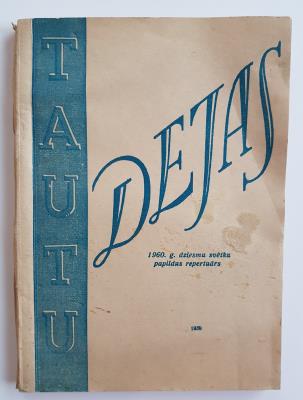 TAUTU
DEJAS
1960. g. dziesmu svētku
papildus repertuārs